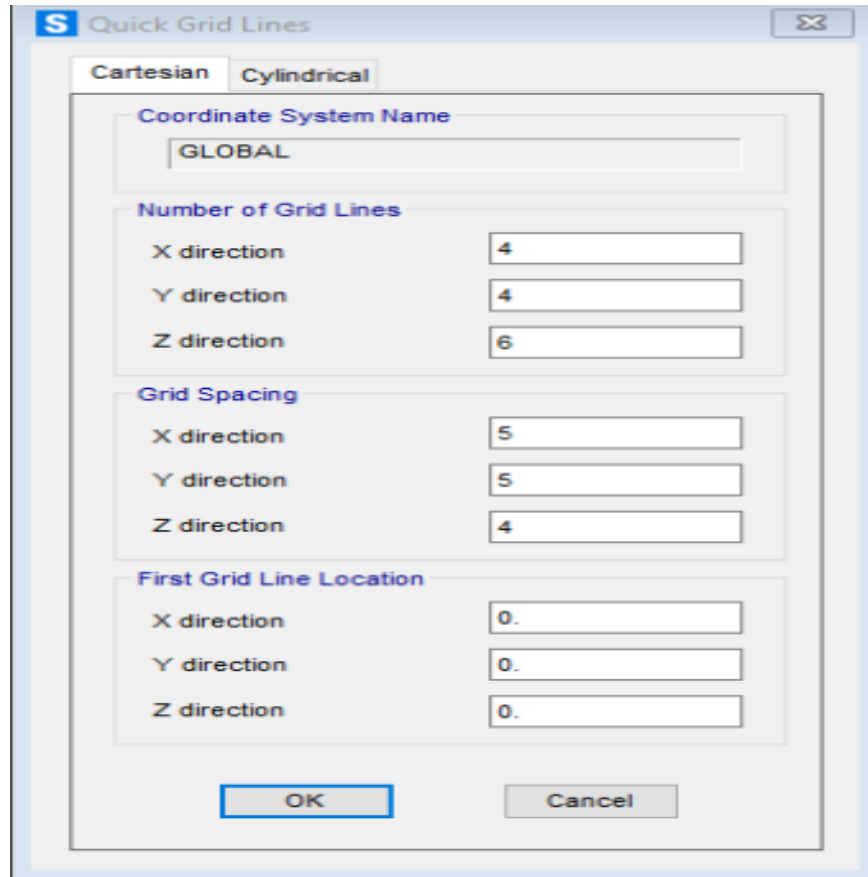 S Quick Grid Lines
Cartesian Cylindrical
Coordinate System Name
GLOBAL
Number of Grid Lines
X direction 4
Y direction 4
Z direction 6
Grid Spacing
X direction 5
Y direction 5
Z direction 4
First Grid Line Location
X direction 0.
Y direction 0.
Z direction 0.
OK Cancel